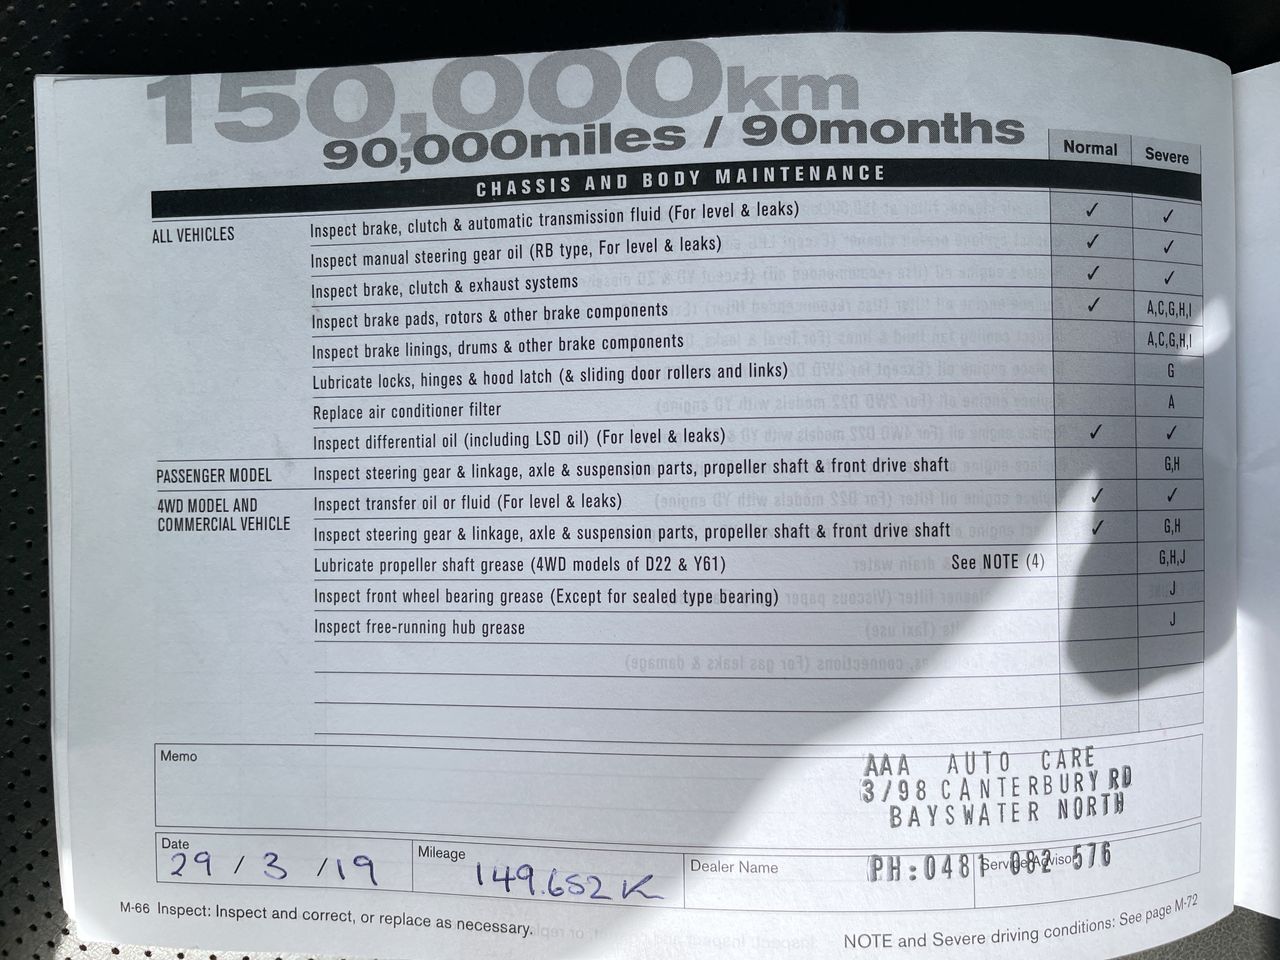 150,000km
90,000miles / 90months
Normal Severe
CHASSIS AND BODY MAINTENANCE
ALL VEHICLES Inspect brake, clutch & automatic transmission fluid (For level & leaks) ✓ ✓
Inspect manual steering gear oil (RB type, For level & leaks) ✓ ✓
Inspect brake, clutch & exhaust systems ✓ ✓
Inspect brake pads, rotors & other brake components ✓ A,C,G,H,I
Inspect brake linings, drums & other brake components A,C,G,H,I
Lubricate locks, hinges & hood latch (& sliding door rollers and links) G
Replace air conditioner filter A
Inspect differential oil (including LSD oil) (For level & leaks) ✓ ✓
PASSENGER MODEL Inspect steering gear & linkage, axle & suspension parts, propeller shaft & front drive shaft G,H
4WD MODEL AND COMMERCIAL VEHICLE Inspect transfer oil or fluid (For level & leaks) ✓ ✓
Inspect steering gear & linkage, axle & suspension parts, propeller shaft & front drive shaft ✓ G,H
Lubricate propeller shaft grease (4WD models of D22 & Y61) See NOTE (4) G,H,J
Inspect front wheel bearing grease (Except for sealed type bearing) J
Inspect free-running hub grease J
Memo
AAA AUTO CARE
3/98 CANTERBURY RD
BAYSWATER NORTH
Date 29/3/19 Mileage 149.652 K Dealer Name Service Advisor
PH:0481 082 576
M-66 Inspect: Inspect and correct, or replace as necessary.
NOTE and Severe driving conditions: See page M-72